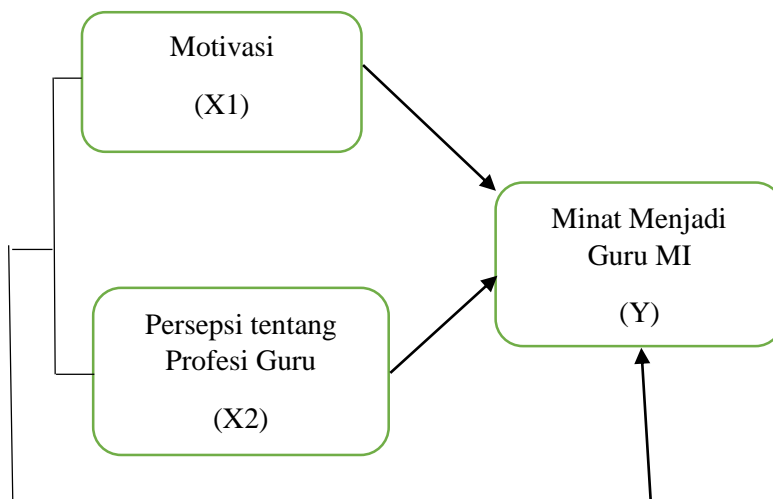 Motivasi
(X1)
Minat Menjadi
Guru MI
(Y)
Persepsi tentang
Profesi Guru
(X2)